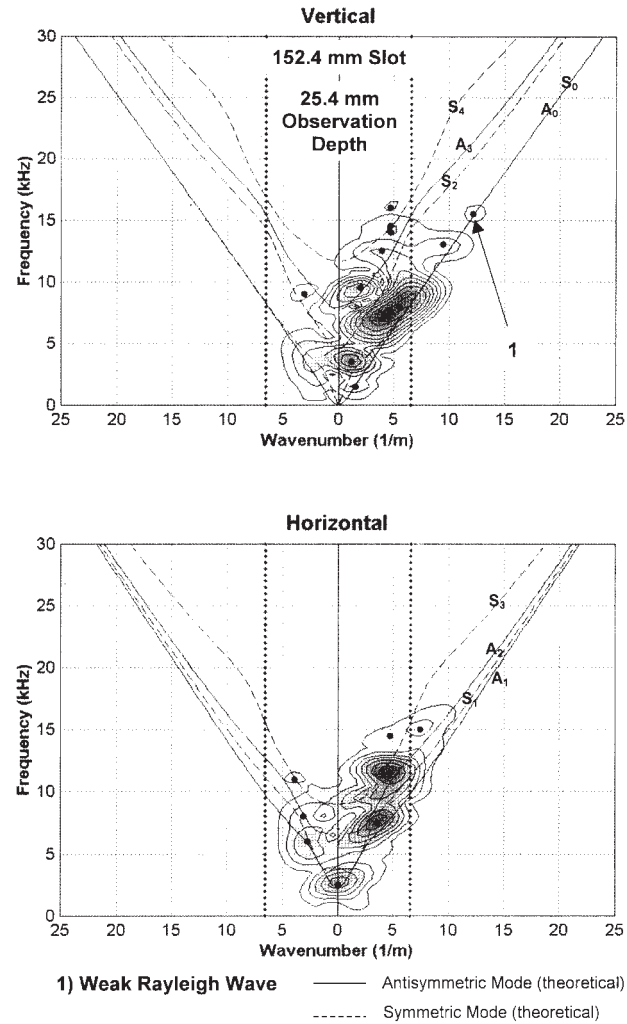 Vertical
152.4 mm Slot
25.4 mm
Observation
Depth
S4
A3
S2
S0
A0
1
30
25
20
15
10
5
0
Frequency (kHz)
25 20 15 10 5 0 5 10 15 20 25
Wavenumber (1/m)
Horizontal
S3
A2
A1
S1
30
25
20
15
10
5
0
Frequency (kHz)
25 20 15 10 5 0 5 10 15 20 25
Wavenumber (1/m)
1) Weak Rayleigh Wave
Antisymmetric Mode (theoretical)
Symmetric Mode (theoretical)